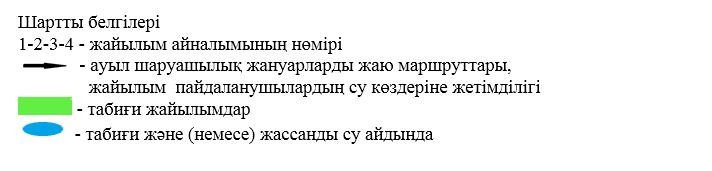 Шартты белгілері
1-2-3-4 - жайылым айналымының нөмірі
- ауыл шаруашылық жануарларды жаю маршруттары,
жайылым пайдаланушылардың су көздеріне жетімділігі
- табиғи жайылымдар
- табиғи және (немесе) жассанды су айдында